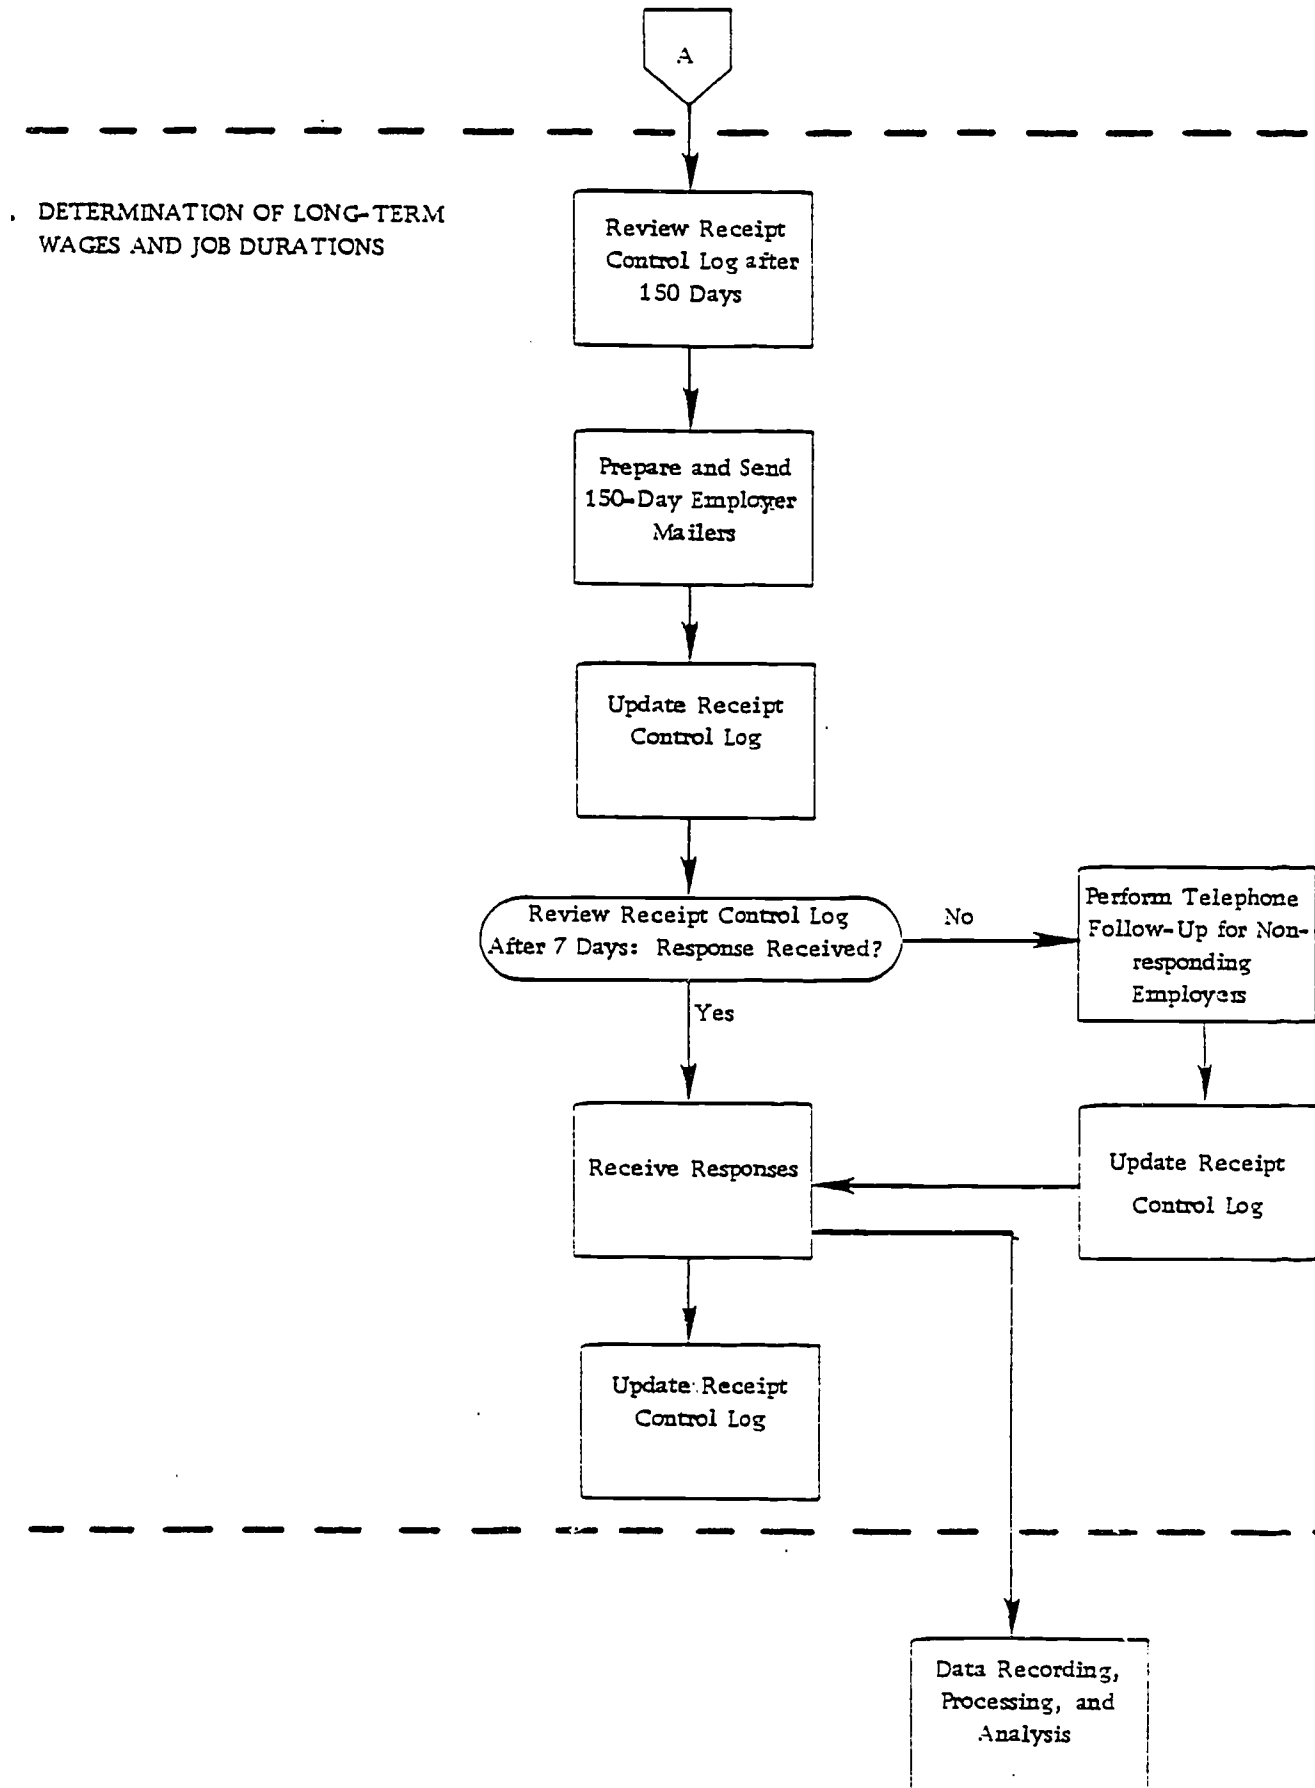 A
DETERMINATION OF LONG-TERM
WAGES AND JOB DURATIONS
Review Receipt
Control Log after
150 Days
Prepare and Send
150-Day Employer
Mailers
Update Receipt
Control Log
Review Receipt Control Log
After 7 Days: Response Received?
No
Perform Telephone
Follow-Up for Non-
responding
Employers
Yes
Receive Responses
Update Receipt
Control Log
Update Receipt
Control Log
Data Recording,
Processing, and
Analysis